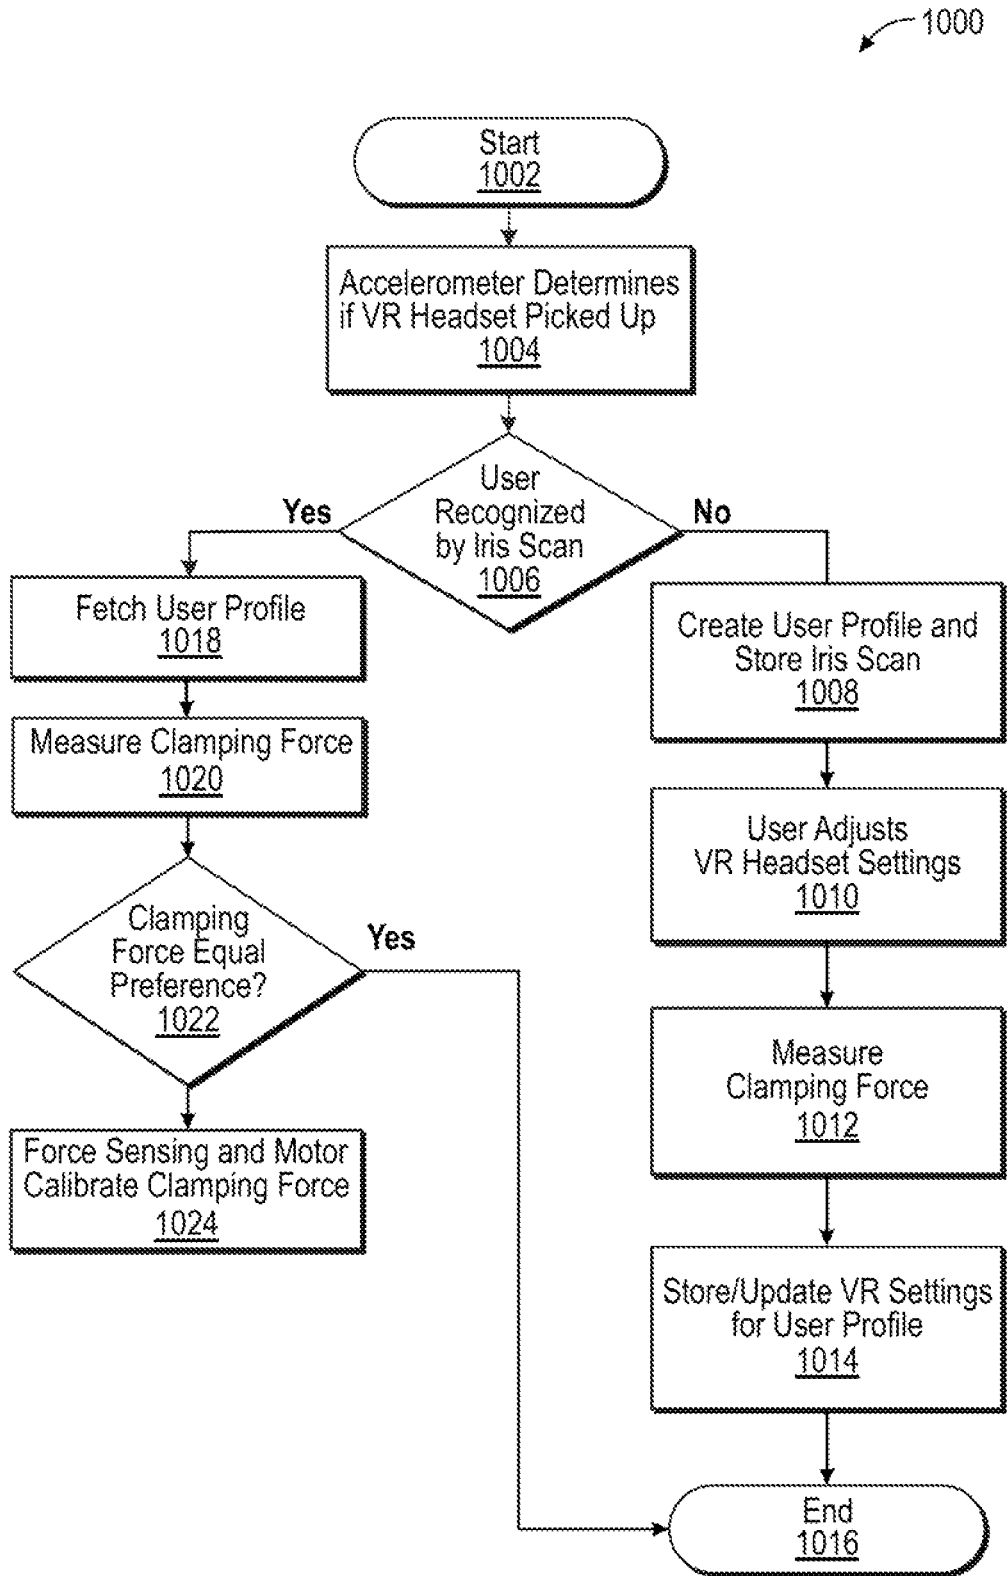 1000
Start
1002
Accelerometer Determines
if VR Headset Picked Up
1004
User
Recognized
by Iris Scan
1006
Yes
No
Fetch User Profile
1018
Measure Clamping Force
1020
Clamping
Force Equal
Preference?
1022
Yes
Force Sensing and Motor
Calibrate Clamping Force
1024
Create User Profile and
Store Iris Scan
1008
User Adjusts
VR Headset Settings
1010
Measure
Clamping Force
1012
Store/Update VR Settings
for User Profile
1014
End
1016